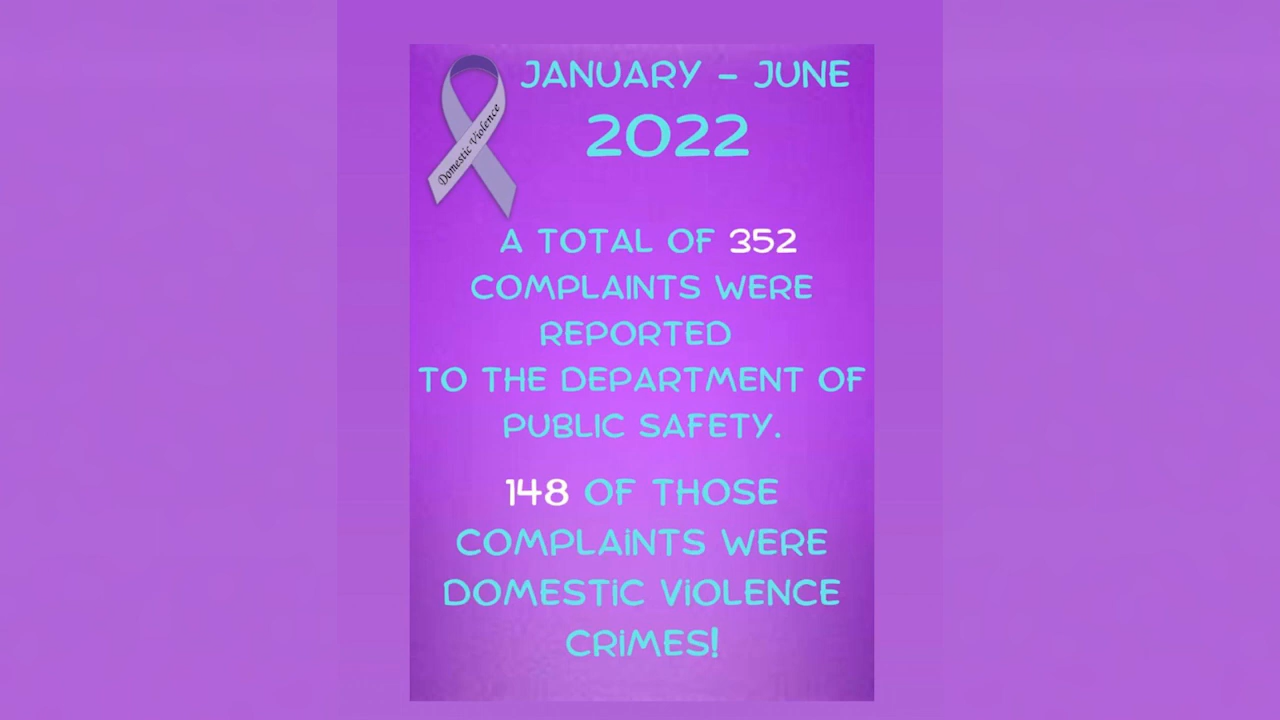 Domestic Violence
JANUARY - JUNE
2022
A TOTAL OF 352
COMPLAINTS WERE
REPORTED
TO THE DEPARTMENT OF
PUBLIC SAFETY.
148 OF THOSE
COMPLAINTS WERE
DOMESTIC VIOLENCE
CRIMES!